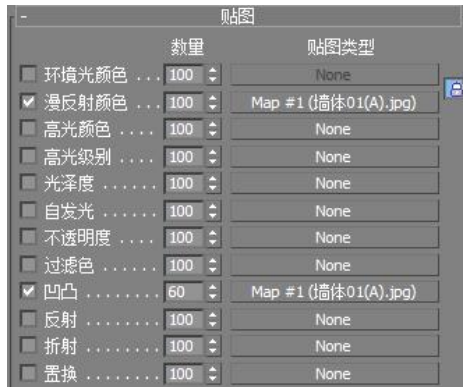 - 贴图
数量 贴图类型
环境光颜色 ... 100 None
漫反射颜色 ... 100 Map #1 (墙体01(A).jpg)
高光颜色 .... 100 None
高光级别 .... 100 None
光泽度 ...... 100 None
自发光 ...... 100 None
不透明度 .... 100 None
过滤色 ...... 100 None
凹凸 ........ 60 Map #1 (墙体01(A).jpg)
反射 ........ 100 None
折射 ........ 100 None
置换 ........ 100 None